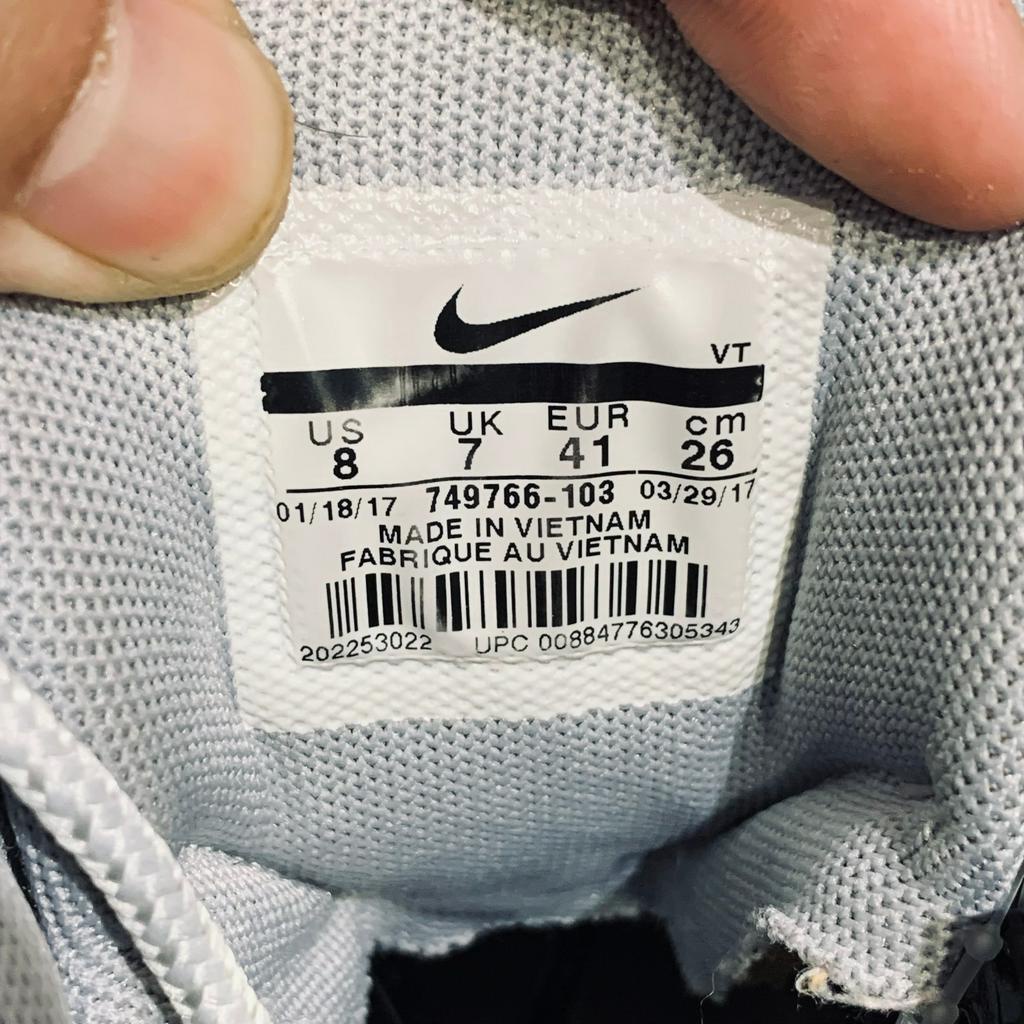 VT
US UK EUR cm
8 7 41 26
01/18/17 749766-103 03/29/17
MADE IN VIETNAM
FABRIQUE AU VIETNAM
202253022 UPC 00884776305343